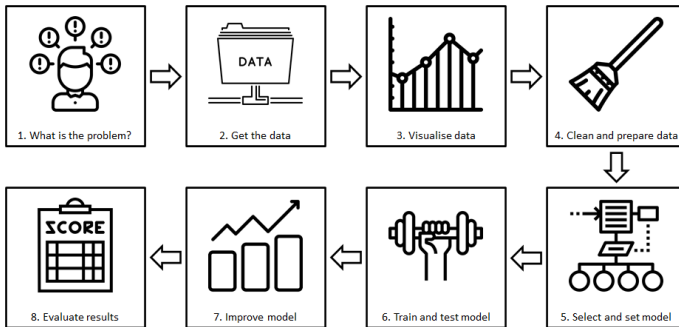 DATA
1. What is the problem?
2. Get the data
3. Visualise data
4. Clean and prepare data
SCORE
8. Evaluate results
7. Improve model
6. Train and test model
5. Select and set model